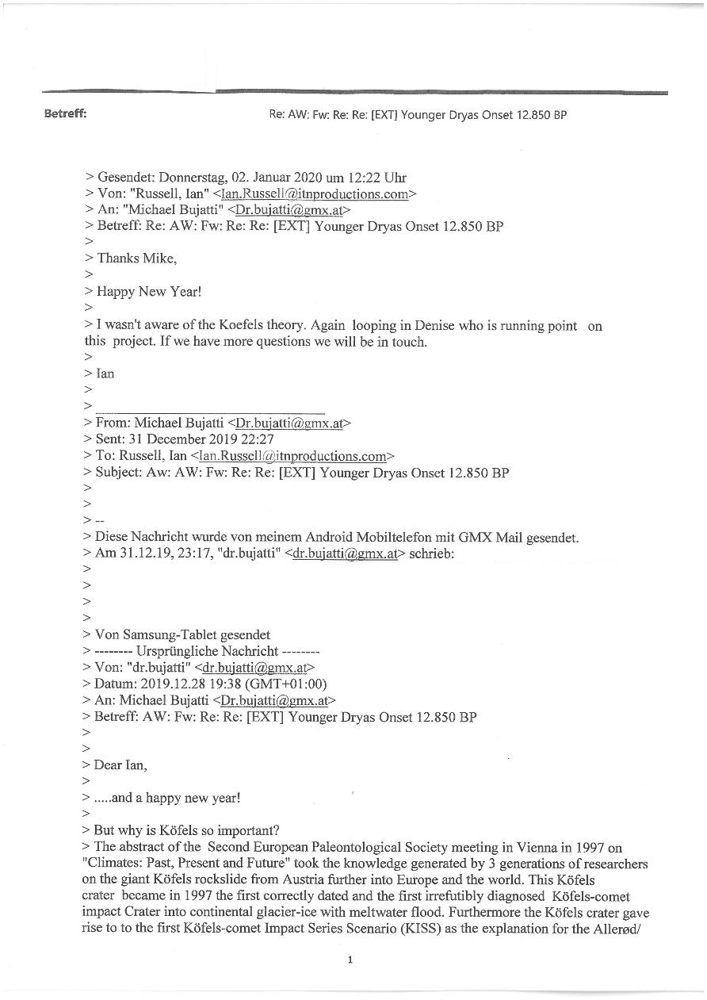 Betreff: Re: AW: Fw: Re: Re: [EXT] Younger Dryas Onset 12.850 BP
> Gesendet: Donnerstag, 02. Januar 2020 um 12:22 Uhr
> Von: "Russell, Ian" <Ian.Russell@itnproductions.com>
> An: "Michael Bujatti" <Dr.bujatti@gmx.at>
> Betreff: Re: AW: Fw: Re: Re: [EXT] Younger Dryas Onset 12.850 BP
>
> Thanks Mike,
>
> Happy New Year!
>
> I wasn't aware of the Koefels theory. Again looping in Denise who is running point on
this project. If we have more questions we will be in touch.
>
> Ian
>
> ________________________________
> From: Michael Bujatti <Dr.bujatti@gmx.at>
> Sent: 31 December 2019 22:27
> To: Russell, Ian <Ian.Russell@itnproductions.com>
> Subject: Aw: AW: Fw: Re: Re: [EXT] Younger Dryas Onset 12.850 BP
>
>
> --
> Diese Nachricht wurde von meinem Android Mobiltelefon mit GMX Mail gesendet.
> Am 31.12.19, 23:17, "dr.bujatti" <dr.bujatti@gmx.at> schrieb:
>
>
>
>
> Von Samsung-Tablet gesendet
> -------- Ursprüngliche Nachricht --------
> Von: "dr.bujatti" <dr.bujatti@gmx.at>
> Datum: 2019.12.28 19:38 (GMT+01:00)
> An: Michael Bujatti <Dr.bujatti@gmx.at>
> Betreff: AW: Fw: Re: Re: [EXT] Younger Dryas Onset 12.850 BP
>
>
> Dear Ian,
>
> .....and a happy new year!
>
> But why is Köfels so important?
> The abstract of the Second European Paleontological Society meeting in Vienna in 1997 on
"Climates: Past, Present and Future" took the knowledge generated by 3 generations of researchers
on the giant Köfels rockslide from Austria further into Europe and the world. This Köfels
crater became in 1997 the first correctly dated and the first irrefutibly diagnosed Köfels-comet
impact Crater into continental glacier-ice with meltwater flood. Furthermore the Köfels crater gave
rise to to the first Köfels-comet Impact Series Scenario (KISS) as the explanation for the Allerød/
1